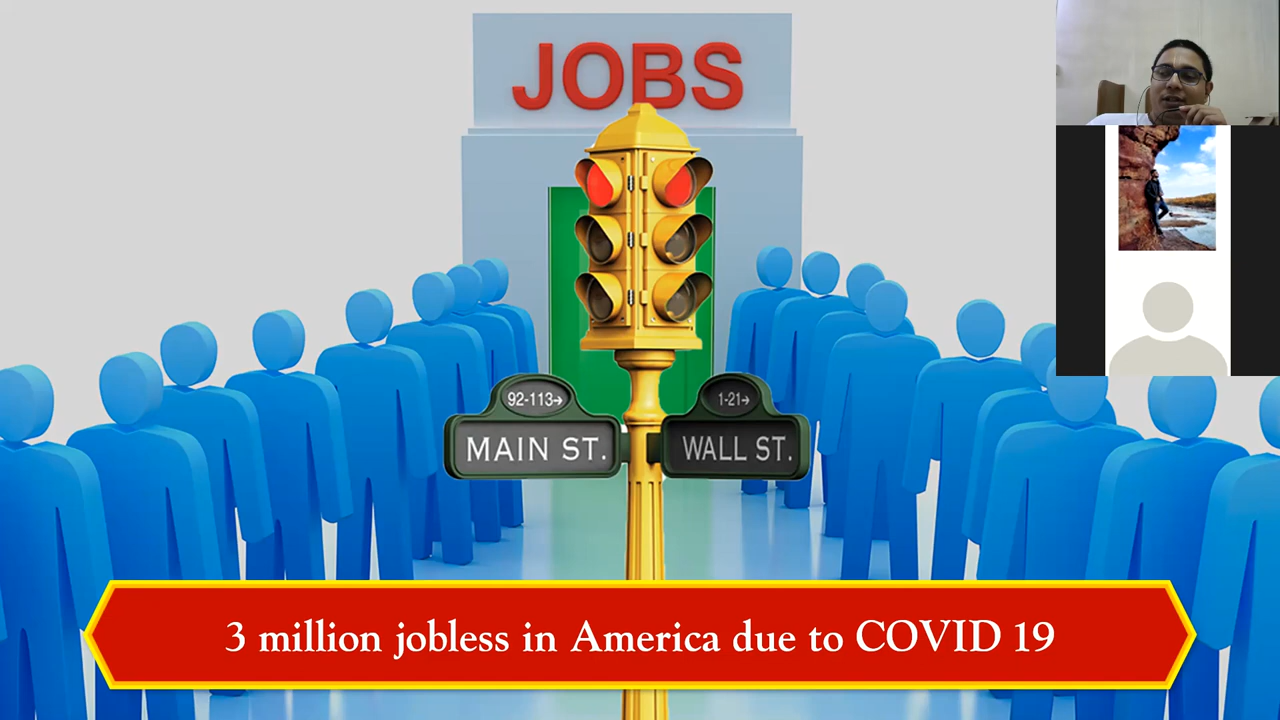 JOBS
92-113→
1-21→
MAIN ST.
WALL ST.
3 million jobless in America due to COVID 19